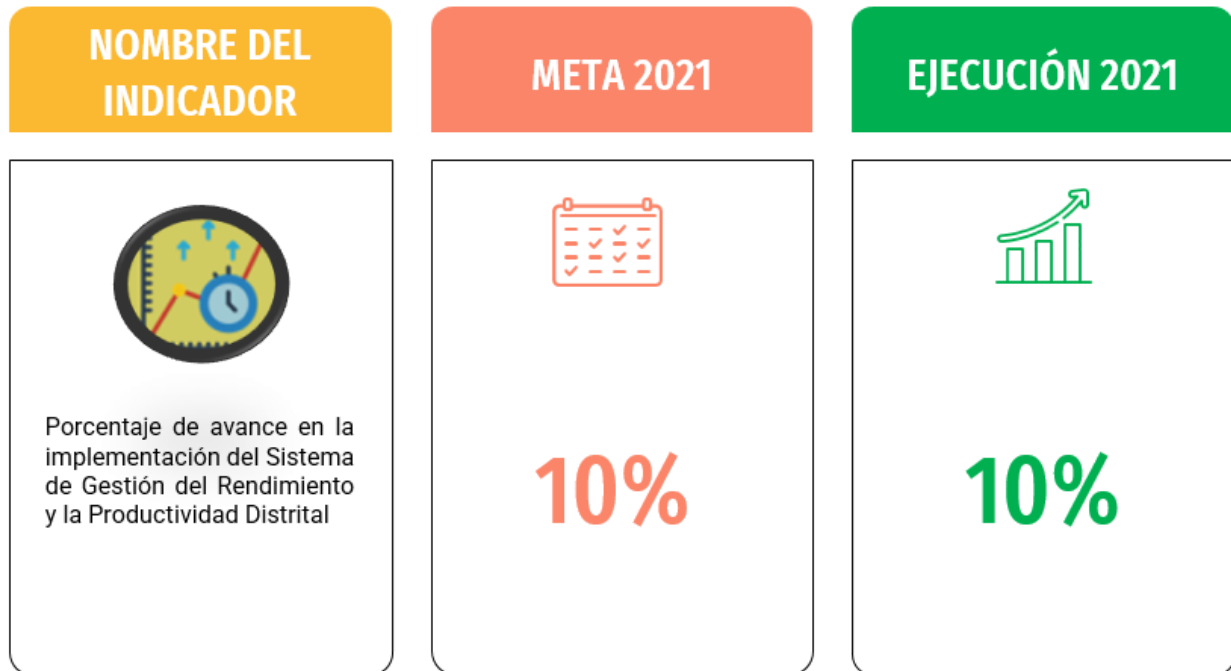 NOMBRE DEL
INDICADOR
META 2021
EJECUCIÓN 2021
Porcentaje de avance en la
implementación del Sistema
de Gestión del Rendimiento
y la Productividad Distrital
10%
10%